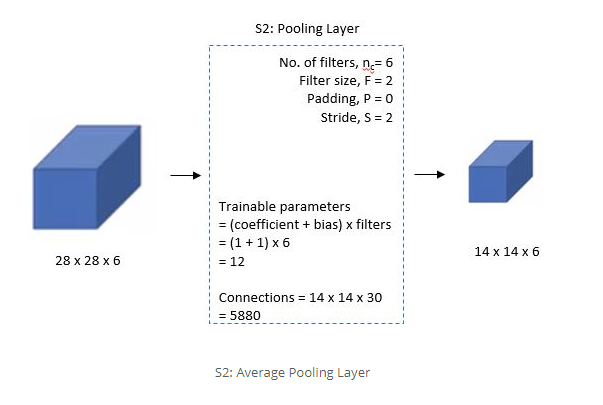 S2: Pooling Layer
No. of filters, nc= 6
Filter size, F = 2
Padding, P = 0
Stride, S = 2
Trainable parameters
= (coefficient + bias) x filters
= (1 + 1) x 6
= 12
Connections = 14 x 14 x 30
= 5880
28 x 28 x 6
14 x 14 x 6
S2: Average Pooling Layer